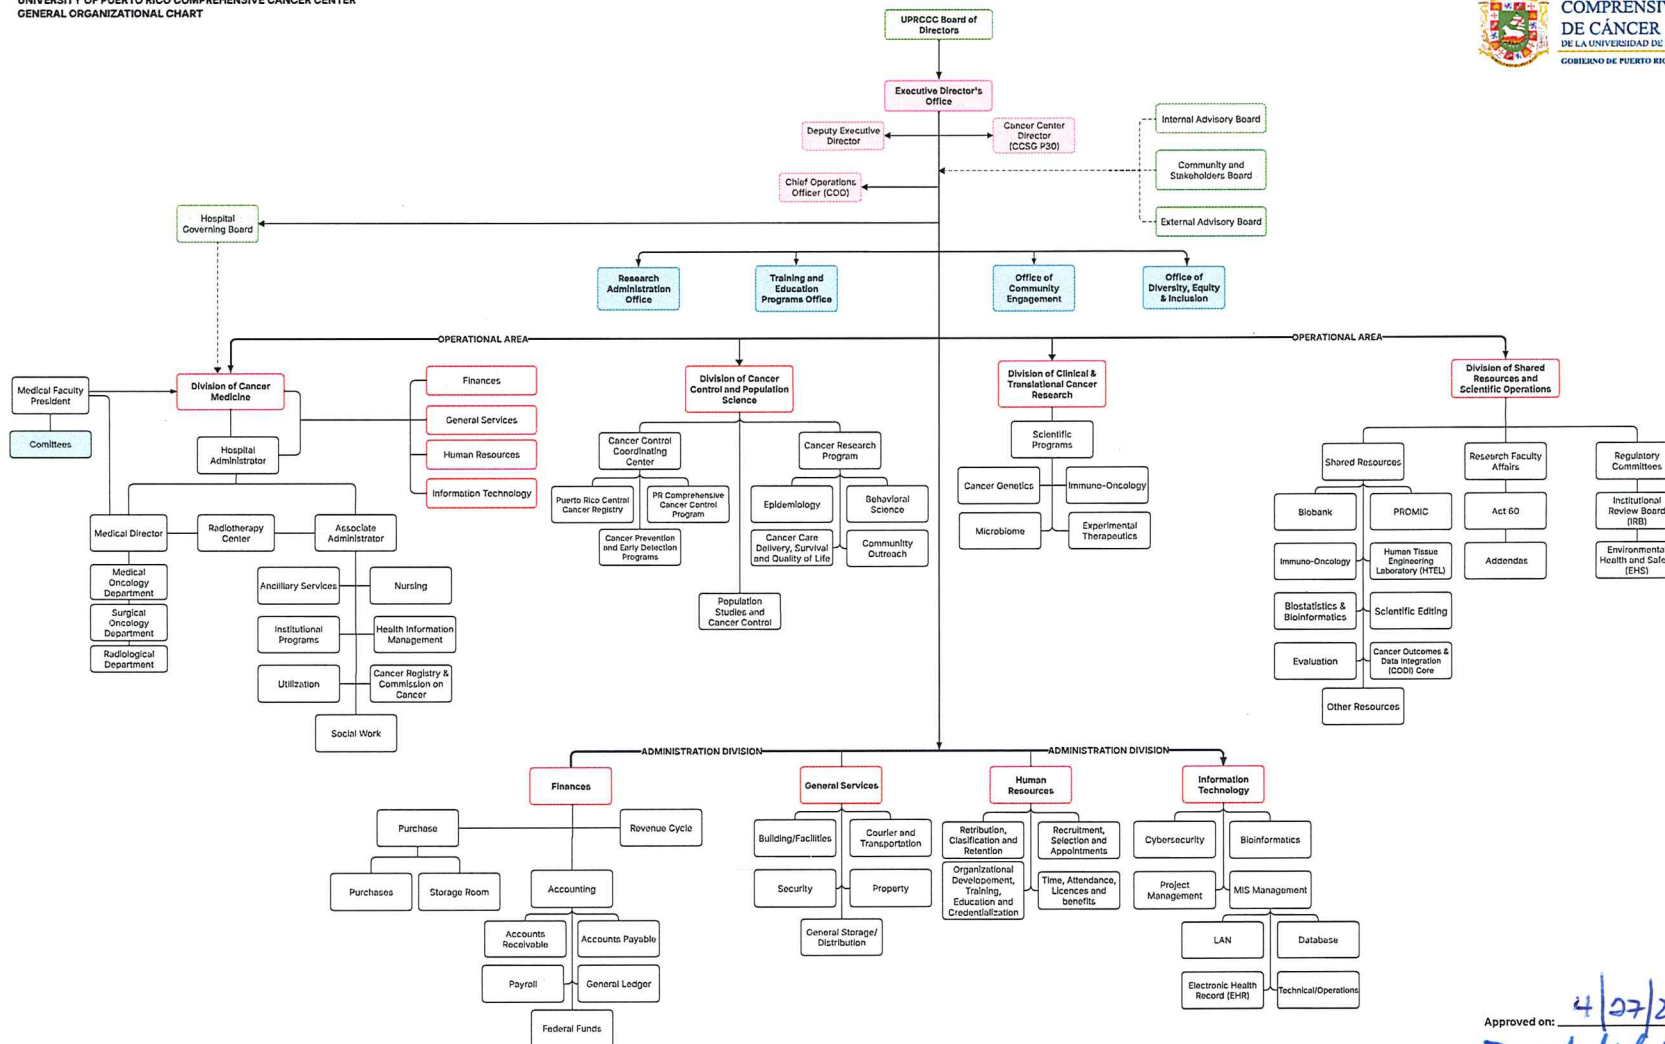 UNIVERSITY OF PUERTO RICO COMPREHENSIVE CANCER CENTER
GENERAL ORGANIZATIONAL CHART
DE CÁNCER
DE LA UNIVERSIDAD DE
GOBIERNO DE PUERTO
UPRCCC Board of
Directors
Executive Director's
Office
Deputy Executive
Director
Cancer Center
Director
(CCSG P30)
Internal Advisory Board
Community and
Stakeholders Board
External Advisory Board
Chief Operations
Officer (COO)
Hospital
Governing Board
Research
Administration
Office
Training and
Education
Programs Office
Office of
Community
Engagement
Office of
Diversity, Equity
& Inclusion
OPERATIONAL AREA
OPERATIONAL AREA
Medical Faculty
President
Comittees
Division of Cancer
Medicine
Hospital
Administrator
Finances
General Services
Human Resources
Information Technology
Medical Director
Radiotherapy
Center
Associate
Administrator
Medical
Oncology
Department
Surgical
Oncology
Department
Radiological
Department
Ancillary Services
Nursing
Institutional
Programs
Health Information
Management
Utilization
Cancer Registry &
Commission on
Cancer
Social Work
Division of Cancer
Control and Population
Science
Cancer Control
Coordinating
Center
Cancer Research
Program
Puerto Rico Central
Cancer Registry
PR Comprehensive
Cancer Control
Program
Cancer Prevention
and Early Detection
Programs
Epidemiology
Behavioral
Science
Cancer Care
Delivery, Survival
and Quality of Life
Community
Outreach
Population
Studies and
Cancer Control
Division of Clinical &
Translational Cancer
Research
Scientific
Programs
Cancer Genetics
Immuno-Oncology
Microbiome
Experimental
Therapeutics
Division of Shared
Resources and
Scientific Operations
Shared Resources
Research Faculty
Affairs
Regulatory
Committees
Biobank
PROMIC
Act 60
Institutional
Review Board
(IRB)
Immuno-Oncology
Human Tissue
Engineering
Laboratory (HTEL)
Addendas
Health and
(EHS)
Biostatistics &
Bioinformatics
Scientific Editing
Evaluation
Cancer Outcomes &
Data Integration
(CODI) Core
Other Resources
ADMINISTRATION DIVISION
ADMINISTRATION DIVISION
Finances
Purchase
Revenue Cycle
Purchases
Storage Room
Accounting
Accounts
Receivable
Accounts Payable
Payroll
General Ledger
Federal Funds
General Services
Building/Facilities
Courier and
Transportation
Security
Property
General Storage/
Distribution
Human
Resources
Retribution,
Clasification and
Retention
Recruitment,
Selection and
Appointments
Organizational
Developement,
Training,
Education and
Credentialization
Time, Attendance,
Licences and
benefits
Information
Technology
Cybersecurity
Bioinformatics
Project
Management
MIS Management
LAN
Database
Electronic Health
Record (EHR)
Technical/Operations
Approved on: 4/27/